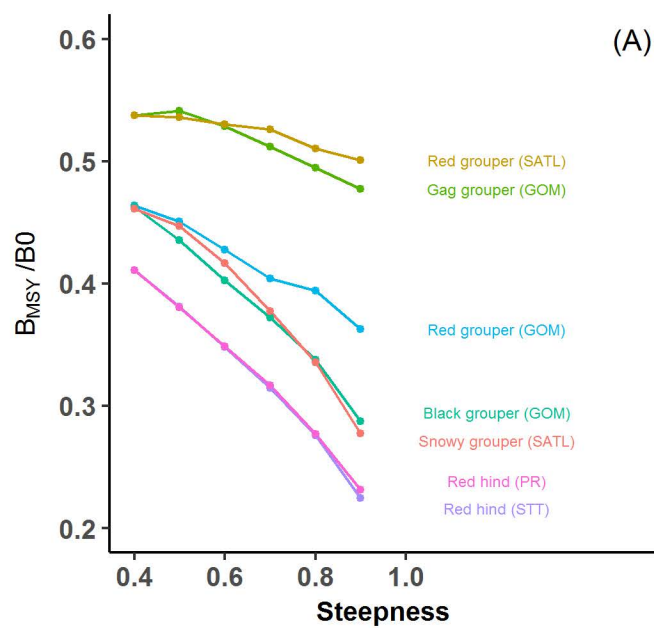 (A)
0.6
0.5
0.4
0.3
0.2
B_MSY /B0
Red grouper (SATL)
Gag grouper (GOM)
Red grouper (GOM)
Black grouper (GOM)
Snowy grouper (SATL)
Red hind (PR)
Red hind (STT)
0.4 0.6 0.8 1.0
Steepness